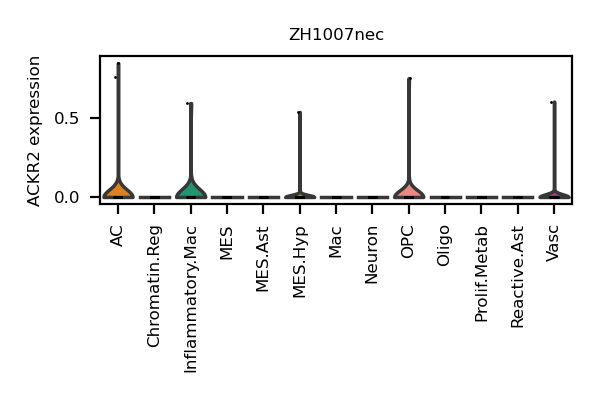 ZH1007nec
ACKR2 expression
0.5
0.0
AC
Chromatin.Reg
Inflammatory.Mac
MES
MES.Ast
MES.Hyp
Mac
Neuron
OPC
Oligo
Prolif.Metab
Reactive.Ast
Vasc